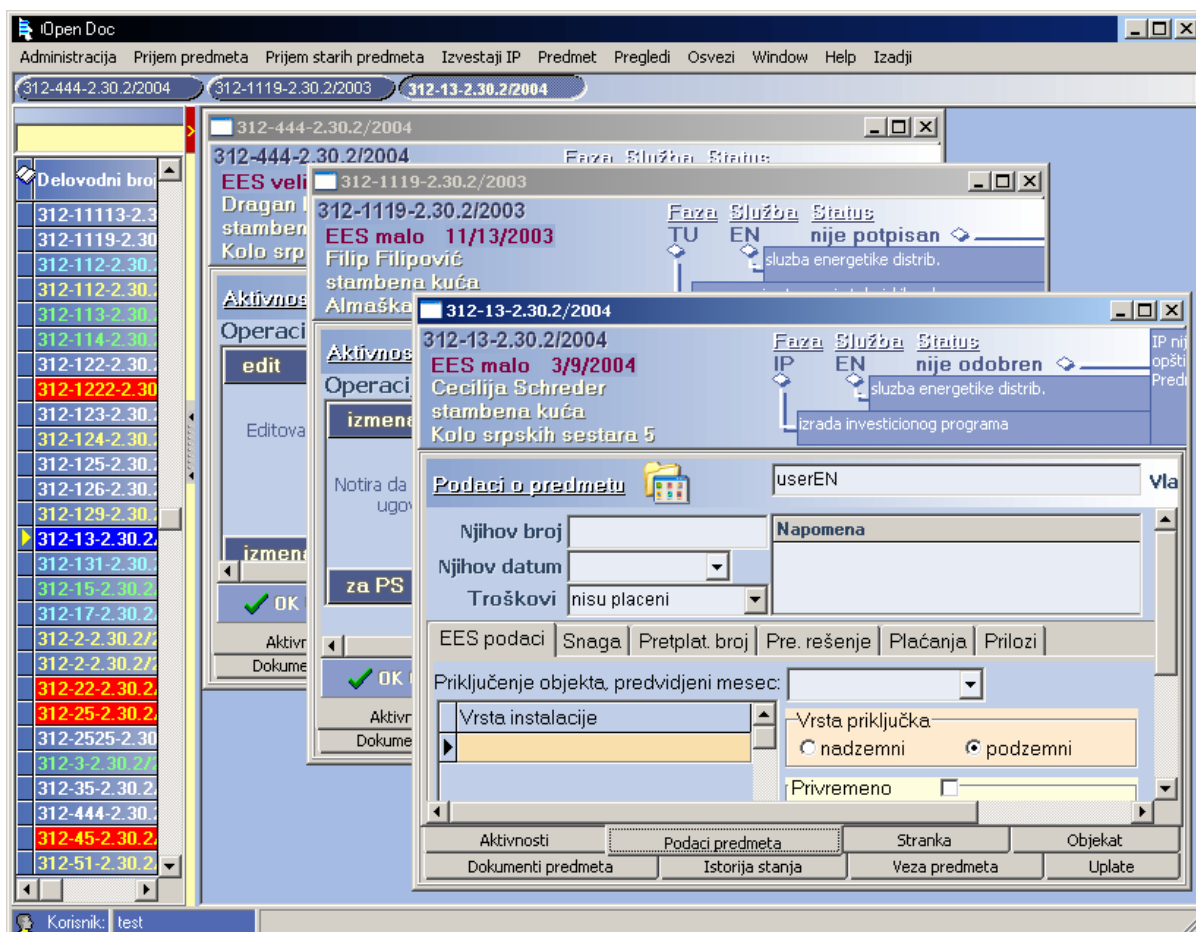 iOpen Doc
Administracija Prijem predmeta Prijem starih predmeta Izvestaji IP Predmet Pregledi Osvezi Window Help Izadji
312-444-2.30.2/2004 312-1119-2.30.2/2003 312-13-2.30.2/2004
Delovodni broj
312-11113-2.3
312-1119-2.30
312-112-2.30.
312-112-2.30.
312-113-2.30.
312-114-2.30.
312-122-2.30.
312-1222-2.30
312-123-2.30.
312-124-2.30.
312-125-2.30.
312-126-2.30.
312-129-2.30.
312-13-2.30.2/
312-131-2.30.
312-15-2.30.2/
312-17-2.30.2/
312-2-2.30.2/2
312-2-2.30.2/2
312-22-2.30.2/
312-25-2.30.2/
312-2525-2.30
312-3-2.30.2/2
312-35-2.30.2/
312-444-2.30.
312-45-2.30.2/
312-51-2.30.2/
312-444-2.30.2/2004
312-444-2.30.2/2004 Faza Služba Status
EES veli
Dragan
stamben
Kolo srp
Aktivnos
Operaci
edit
Editova
izmena
OK
Aktivn
Dokume
312-1119-2.30.2/2003
312-1119-2.30.2/2003 Faza Služba Status
EES malo 11/13/2003 TU EN nije potpisan
Filip Filipović sluzba energetike distrib.
stambena kuća
Almaška
Aktivnos
Operacij
izmena
Notira da
ugov
za PS
OK
Aktivn
Dokume
312-13-2.30.2/2004
312-13-2.30.2/2004 Faza Služba Status IP nij
EES malo 3/9/2004 IP EN nije odobren opšti
Cecilija Schreder sluzba energetike distrib. Predn
stambena kuća
Kolo srpskih sestara 5 izrada investicionog programa
Podaci o predmetu userEN Vla
Njihov broj Napomena
Njihov datum
Troškovi nisu placeni
EES podaci Snaga Pretplat. broj Pre. rešenje Plaćanja Prilozi
Priključenje objekta, predvidjeni mesec:
Vrsta instalacije Vrsta priključka
nadzemni podzemni
Privremeno
Aktivnosti Podaci predmeta Stranka Objekat
Dokumenti predmeta Istorija stanja Veza predmeta Uplate
Korisnik: test